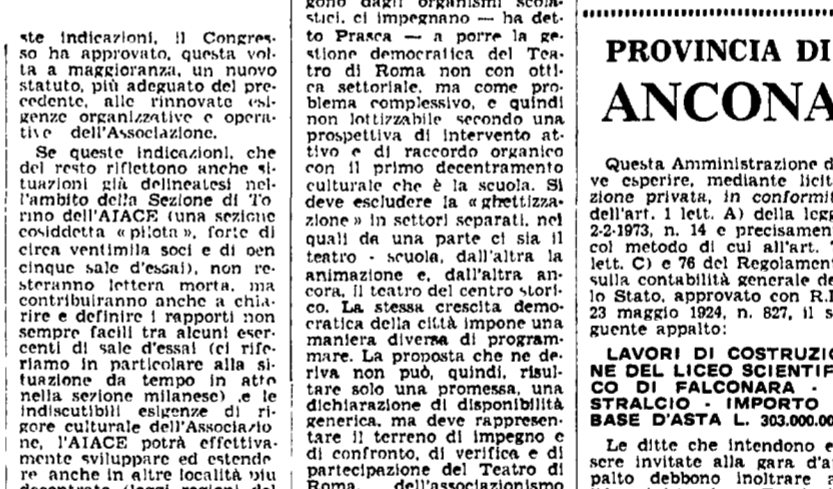 ste indicazioni, il Congres-
so ha approvato, questa vol-
ta a maggioranza, un nuovo
statuto, più adeguato del pre-
cedente, alle rinnovate esi-
genze organizzative e opera-
tive dell'Associazione.
Se queste indicazioni, che
del resto riflettono anche si-
tuazioni già delineatesi nel-
l'ambito della Sezione di To
rino dell'AIACE (una sezione
cosiddetta «pilota», forte di
circa ventimila soci e di ben
cinque sale d'essai), non re-
steranno lettera morta, ma
contribuiranno anche a chia-
rire e definire i rapporti non
sempre facili tra alcuni eser-
centi di sale d'essai (ci rife-
riamo in particolare alla si-
tuazione da tempo in atto
nella sezione milanese) e le
indiscutibili esigenze di ri-
gore culturale dell'Associazio
ne, l'AIACE potrà effettiva-
mente sviluppare ed estende-
re anche in altre località più
decentrate (leggi regioni del
gono dagli organismi scola-
stici, ci impegnano — ha det-
to Prasca — a porre la ge-
stione democratica del Tea-
tro di Roma non con otti-
ca settoriale, ma come pro-
blema complessivo, e quindi
non lottizzabile secondo una
prospettiva di intervento at-
tivo e di raccordo organico
con il primo decentramento
culturale che è la scuola. Si
deve escludere la «ghettizza-
zione» in settori separati, nei
quali da una parte ci sia il
teatro - scuola, dall'altra la
animazione e, dall'altra an-
cora, il teatro del centro stori-
co. La stessa crescita demo-
cratica della città impone una
maniera diversa di program-
mare. La proposta che ne de-
riva non può, quindi, risul-
tare solo una promessa, una
dichiarazione di disponibilità
generica, ma deve rappresen-
tare il terreno di impegno e
di confronto, di verifica e di
partecipazione del Teatro di
Roma, dell'associazionismo
PROVINCIA DI
ANCONA
Questa Amministrazione d
ve esperire, mediante licit
zione privata, in conformit
dell'art. 1 lett. A) della legg
2-2-1973, n. 14 e precisamen
col metodo di cui all'art.
lett. C) e 76 del Regolamen
sulla contabilità generale de
lo Stato, approvato con R.I
23 maggio 1924, n. 827, il s
guente appalto:
LAVORI DI COSTRUZIO
NE DEL LICEO SCIENTIF
CO DI FALCONARA -
STRALCIO - IMPORTO
BASE D'ASTA L. 303.000.00
Le ditte che intendono e
sere invitate alla gara d'a
palto debbono inoltrare